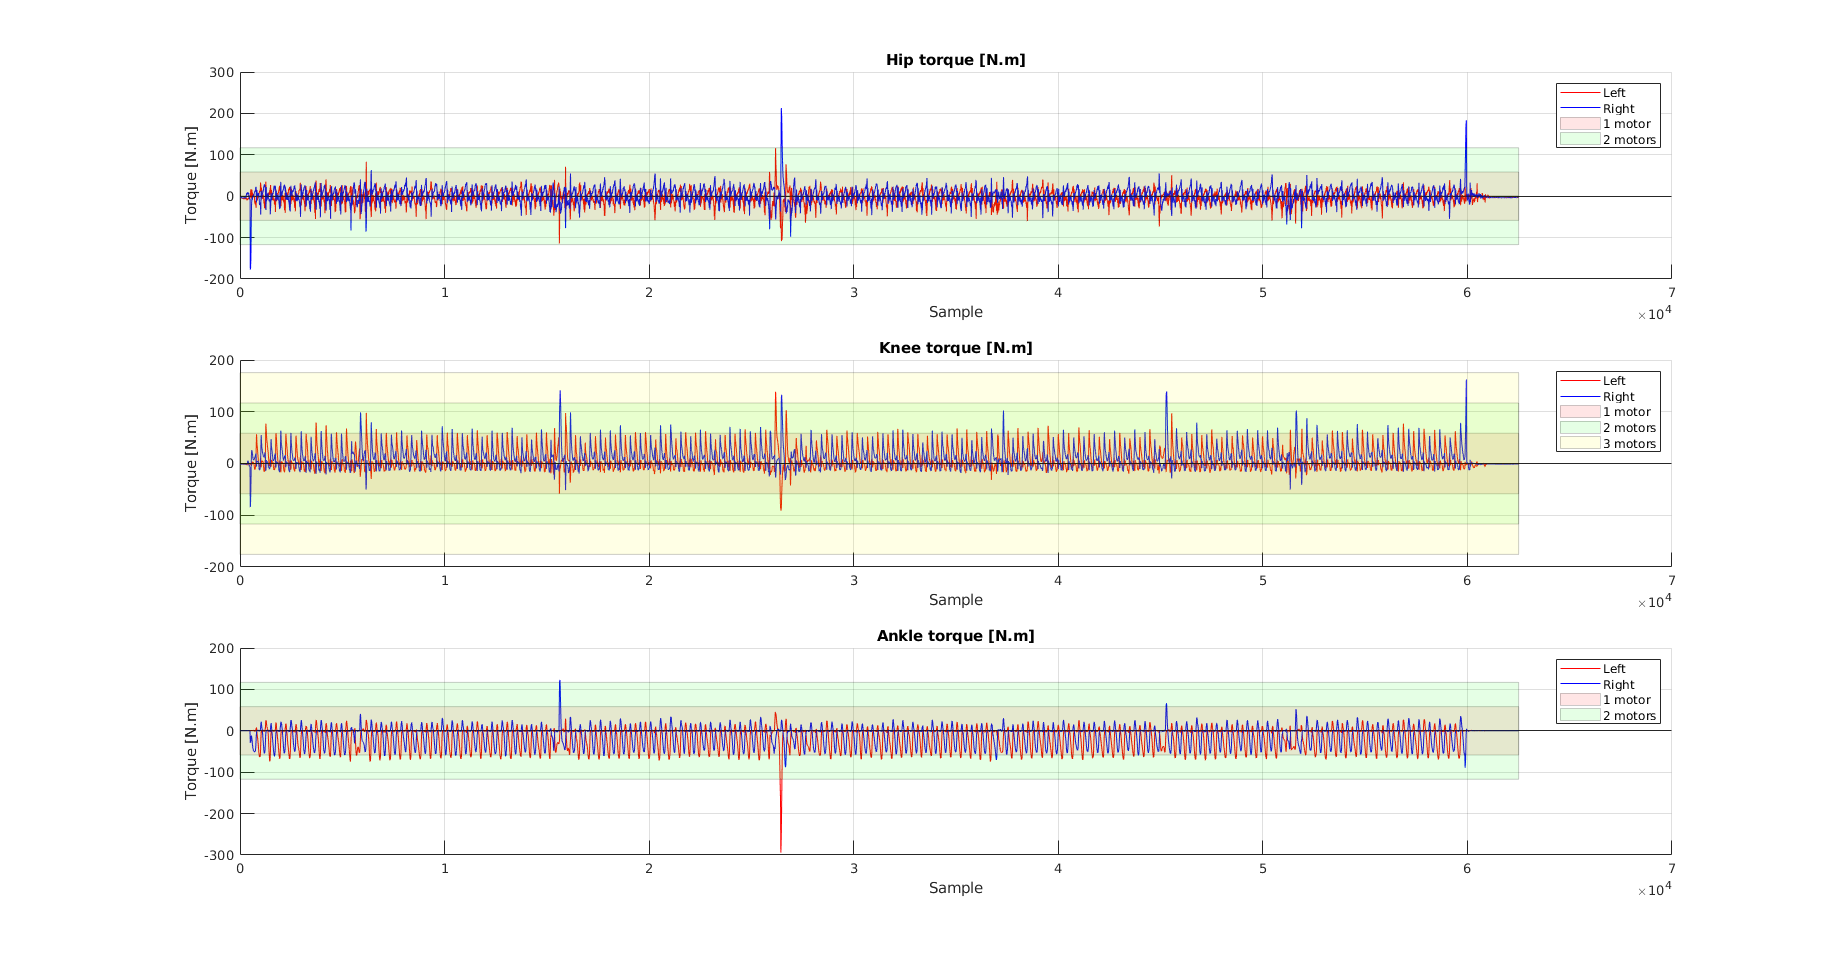 Hip torque [N.m]
300
200
100
0
-100
-200
Torque [N.m]
0 1 2 3 4 5 6 7
×10^4
Sample
Left
Right
1 motor
2 motors
Knee torque [N.m]
200
100
0
-100
-200
Torque [N.m]
0 1 2 3 4 5 6 7
×10^4
Sample
Left
Right
1 motor
2 motors
3 motors
Ankle torque [N.m]
200
100
0
-100
-200
-300
Torque [N.m]
0 1 2 3 4 5 6 7
×10^4
Sample
Left
Right
1 motor
2 motors